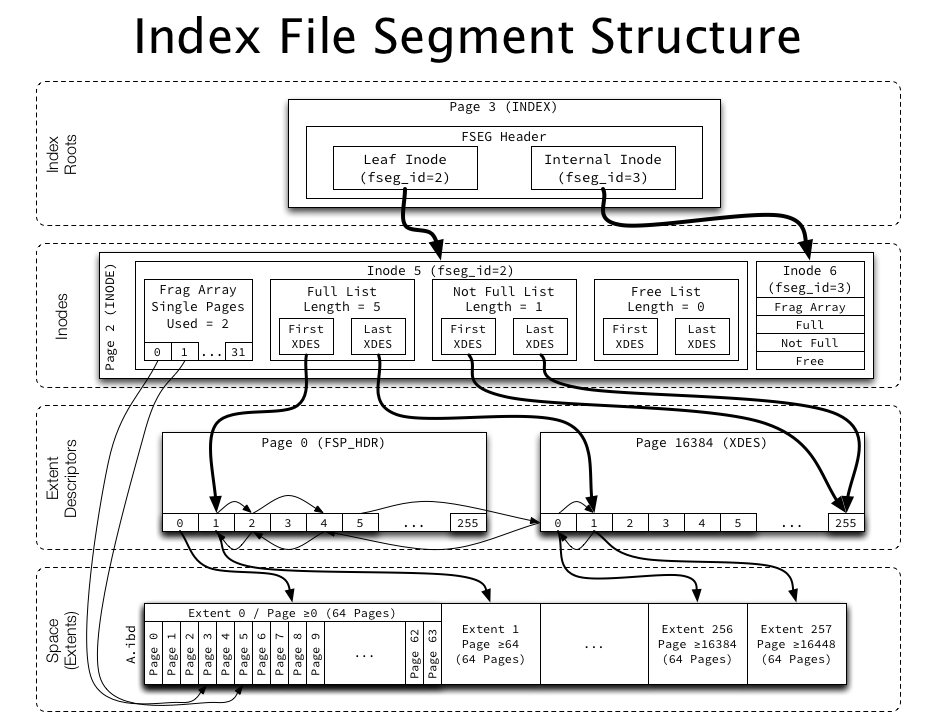 Index File Segment Structure
Index
Roots
Page 3 (INDEX)
FSEG Header
Leaf Inode
(fseg_id=2)
Internal Inode
(fseg_id=3)
Inodes
Page 2 (INODE)
Inode 5 (fseg_id=2)
Frag Array
Single Pages
Used = 2
0 1 ... 31
Full List
Length = 5
First
XDES
Last
XDES
Not Full List
Length = 1
First
XDES
Last
XDES
Free List
Length = 0
First
XDES
Last
XDES
Inode 6
(fseg_id=3)
Frag Array
Full
Not Full
Free
Extent
Descriptors
Page 0 (FSP_HDR)
0 1 2 3 4 5 ... 255
Page 16384 (XDES)
0 1 2 3 4 5 ... 255
Space
(Extents)
A.ibd
Extent 0 / Page ≥0 (64 Pages)
Page 0
Page 1
Page 2
Page 3
Page 4
Page 5
Page 6
Page 7
Page 8
Page 9
...
Page 62
Page 63
Extent 1
Page ≥64
(64 Pages)
...
Extent 256
Page ≥16384
(64 Pages)
Extent 257
Page ≥16448
(64 Pages)